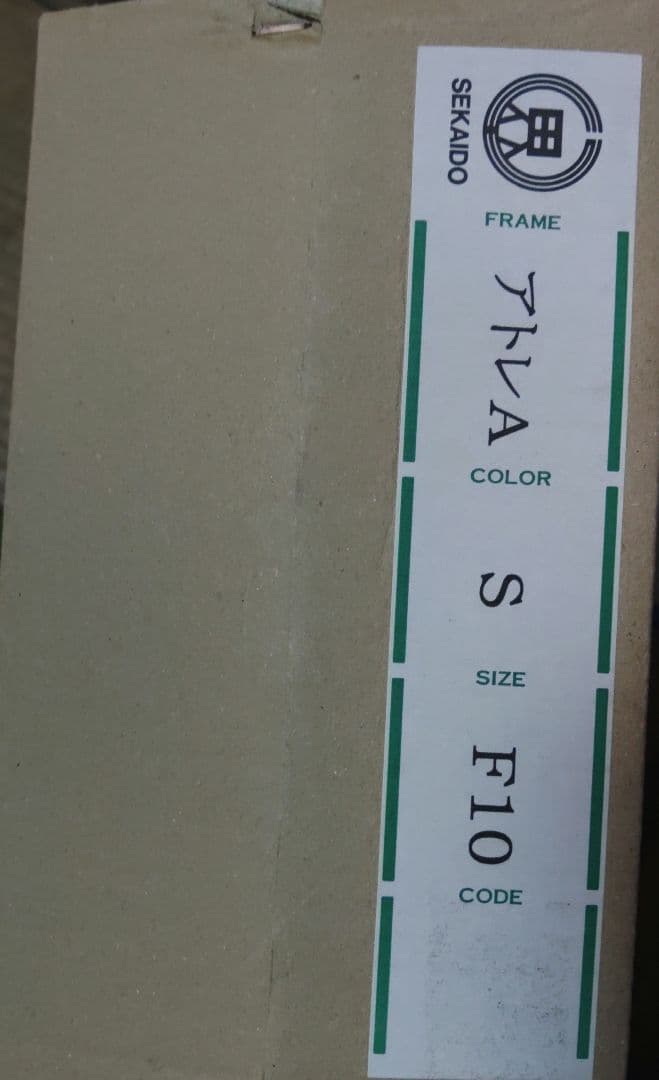 SEKAIDO
FRAME
アトレA
COLOR
S
SIZE
F10
CODE